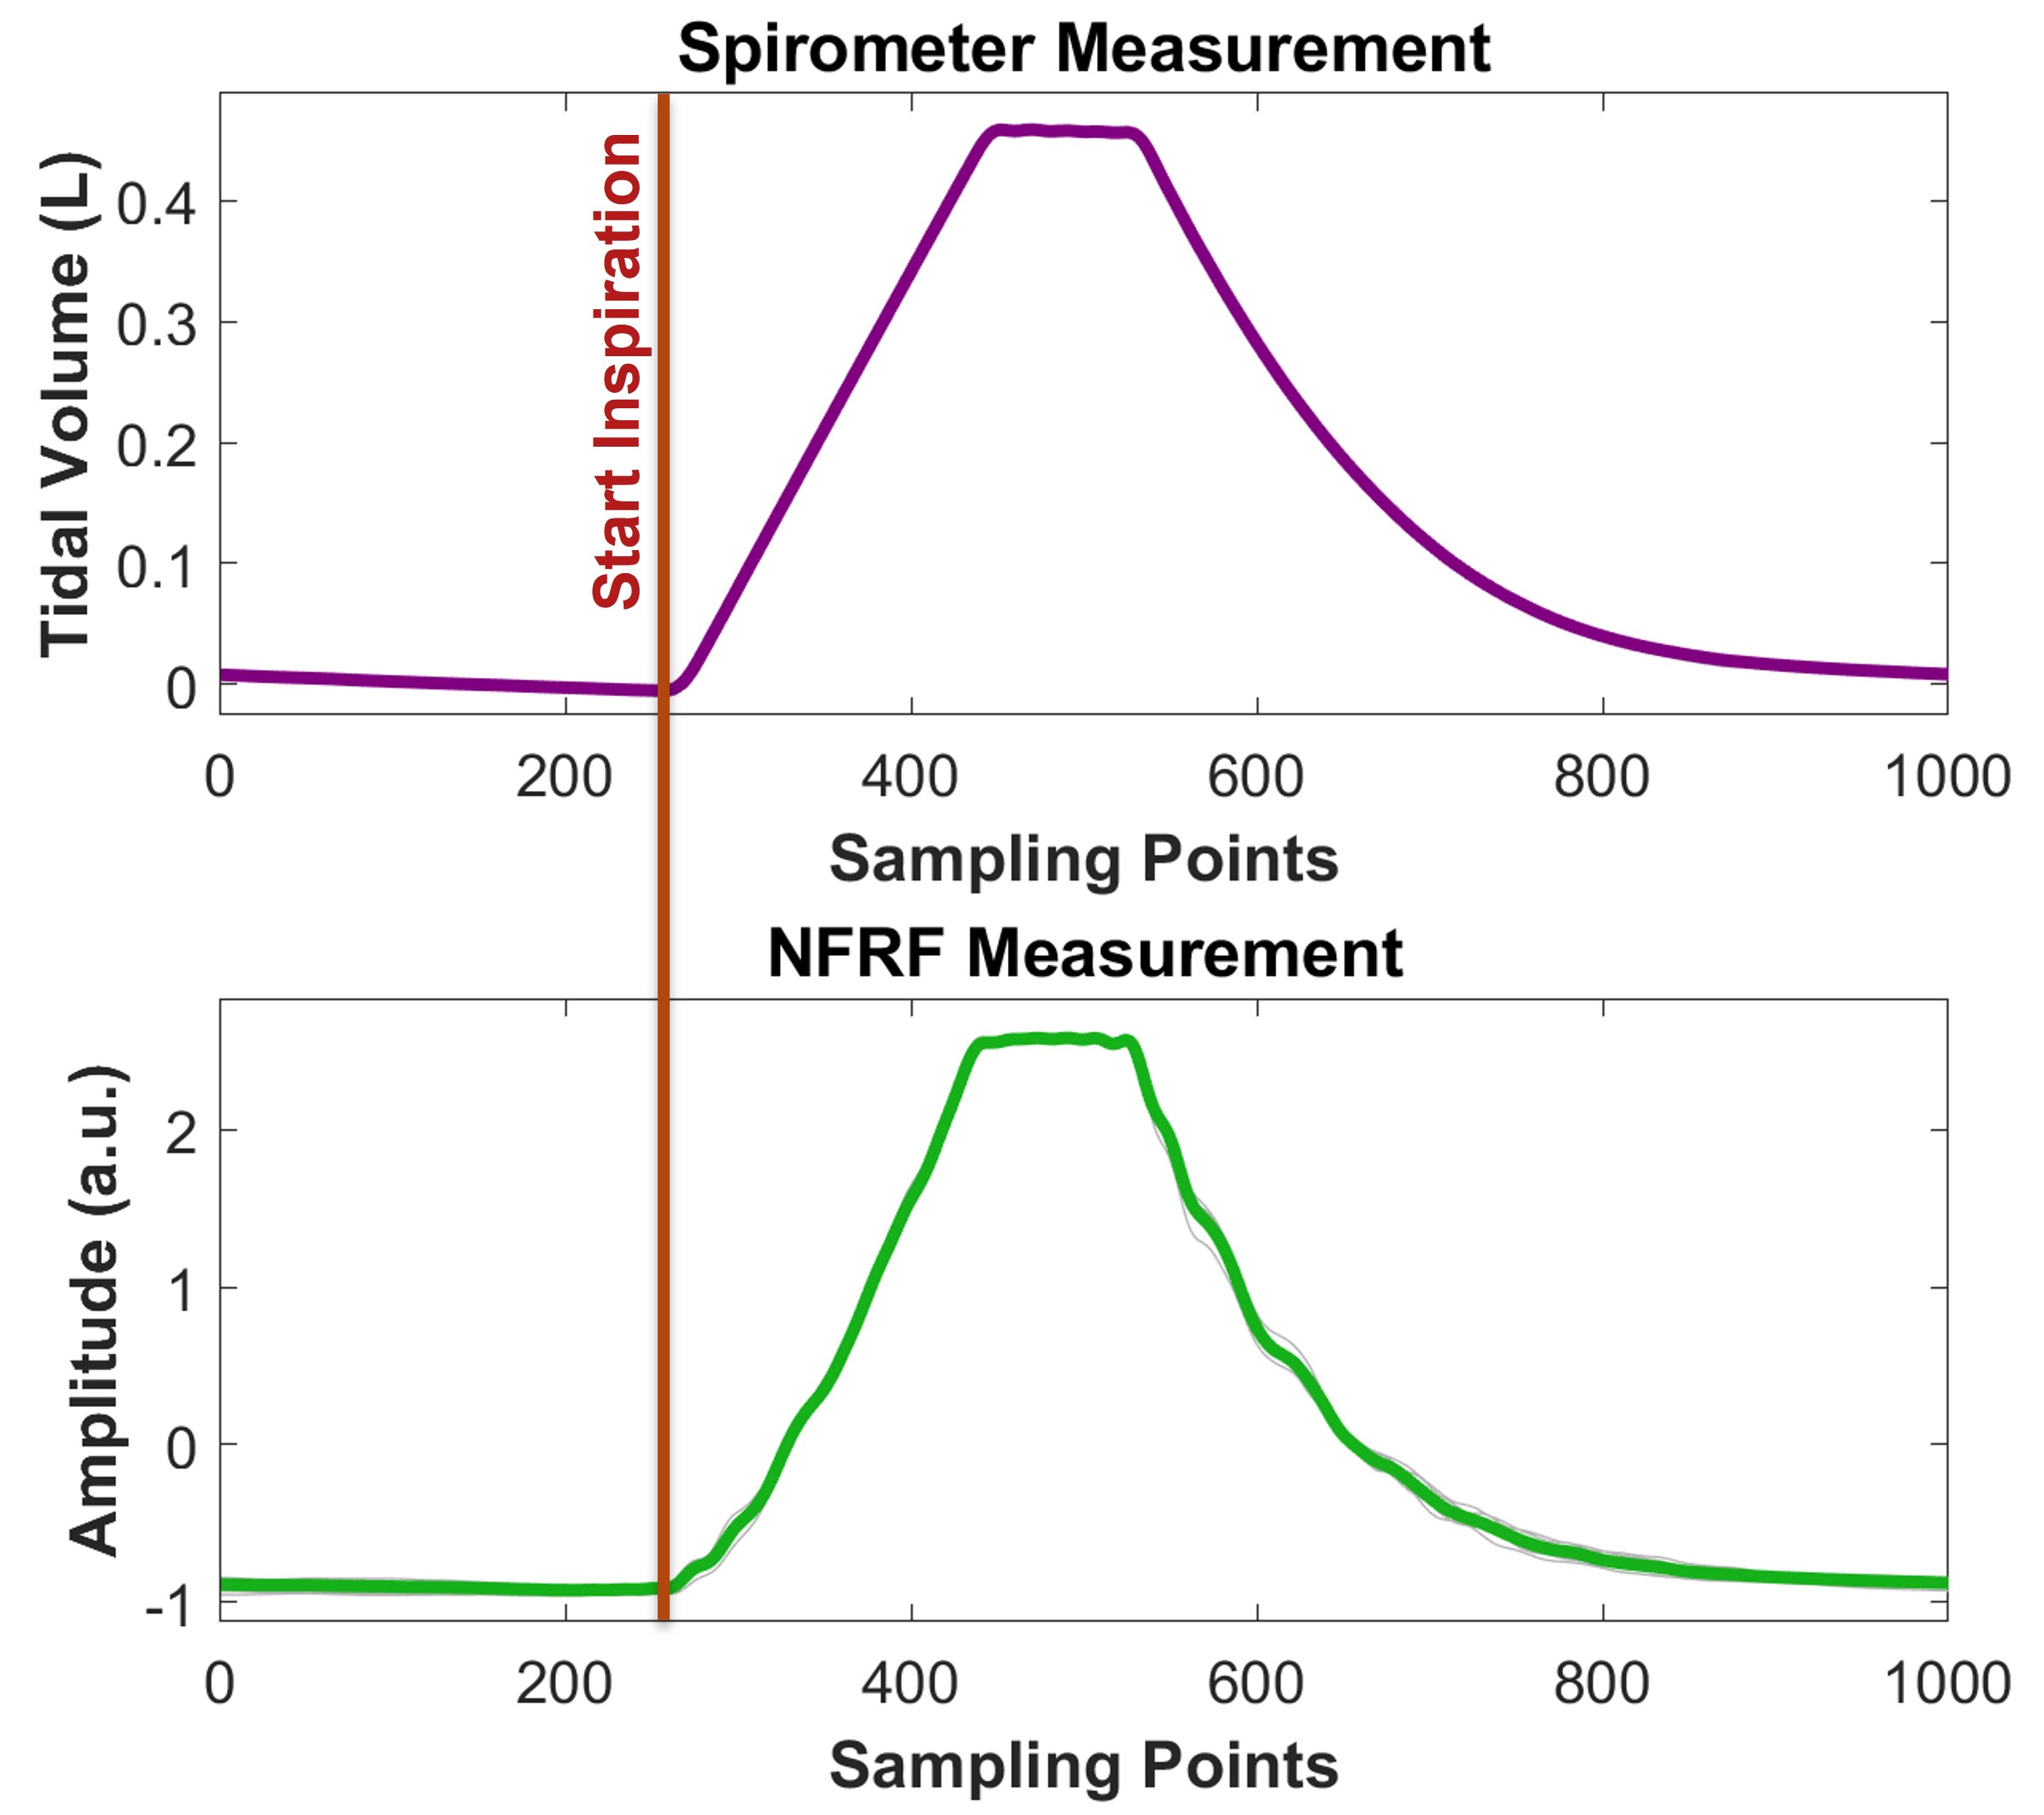 Spirometer Measurement
Tidal Volume (L)
0.4
0.3
0.2
0.1
0
Start Inspiration
0 200 400 600 800 1000
Sampling Points
NFRF Measurement
Amplitude (a.u.)
2
1
0
-1
0 200 400 600 800 1000
Sampling Points